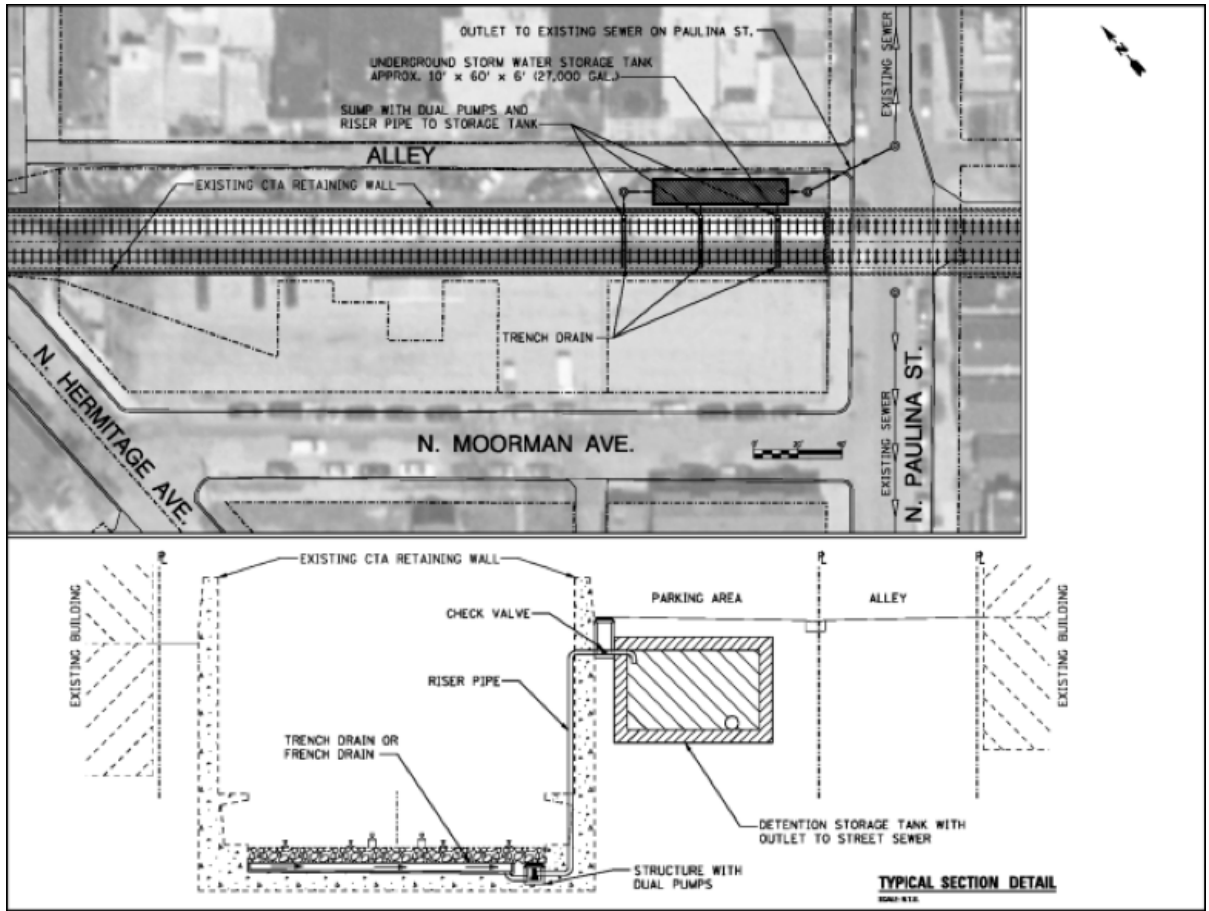 OUTLET TO EXISTING SEWER ON PAULINA ST.
UNDERGROUND STORM WATER STORAGE TANK
APPROX. 10' x 60' x 6' (27,000 GAL.)
SUMP WITH DUAL PUMPS AND
RISER PIPE TO STORAGE TANK
EXISTING SEWER
N
ALLEY
EXISTING CTA RETAINING WALL
TRENCH DRAIN
N. HERMITAGE AVE.
N. MOORMAN AVE.
0' 20' 40'
EXISTING SEWER
N. PAULINA ST.
EXISTING CTA RETAINING WALL
EXISTING BUILDING
CHECK VALVE
PARKING AREA
ALLEY
EXISTING BUILDING
RISER PIPE
TRENCH DRAIN OR
FRENCH DRAIN
DETENTION STORAGE TANK WITH
OUTLET TO STREET SEWER
STRUCTURE WITH
DUAL PUMPS
TYPICAL SECTION DETAIL
SCALE: N.T.S.